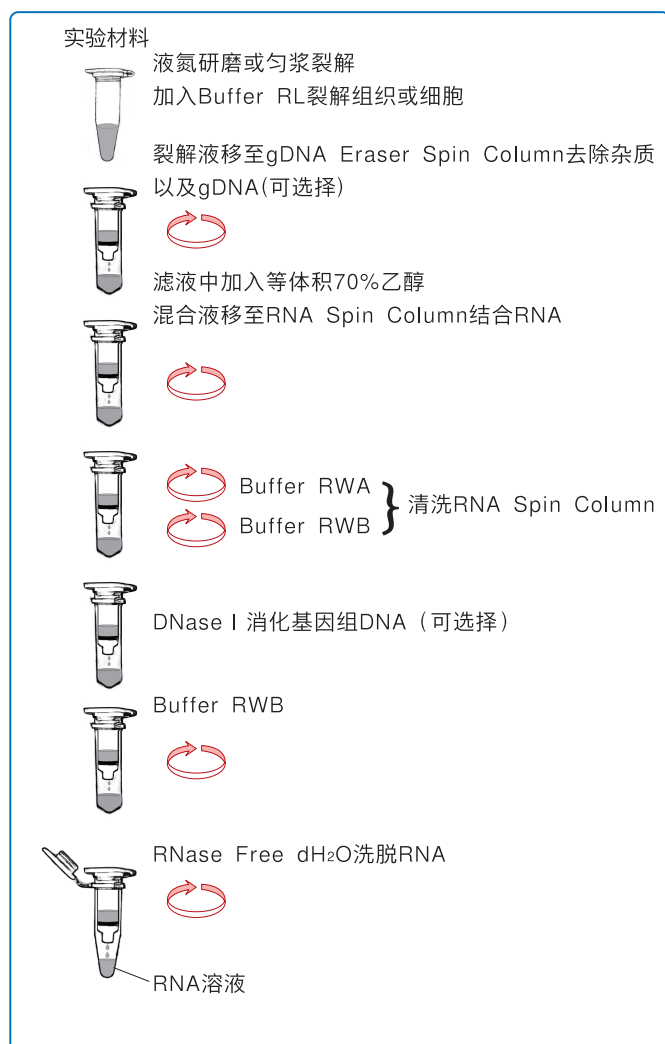 实验材料
液氮研磨或匀浆裂解
加入Buffer RL裂解组织或细胞
裂解液移至gDNA Eraser Spin Column去除杂质
以及gDNA(可选择)
滤液中加入等体积70%乙醇
混合液移至RNA Spin Column结合RNA
Buffer RWA
Buffer RWB
清洗RNA Spin Column
DNase I 消化基因组DNA（可选择）
Buffer RWB
RNase Free dH₂O洗脱RNA
RNA溶液